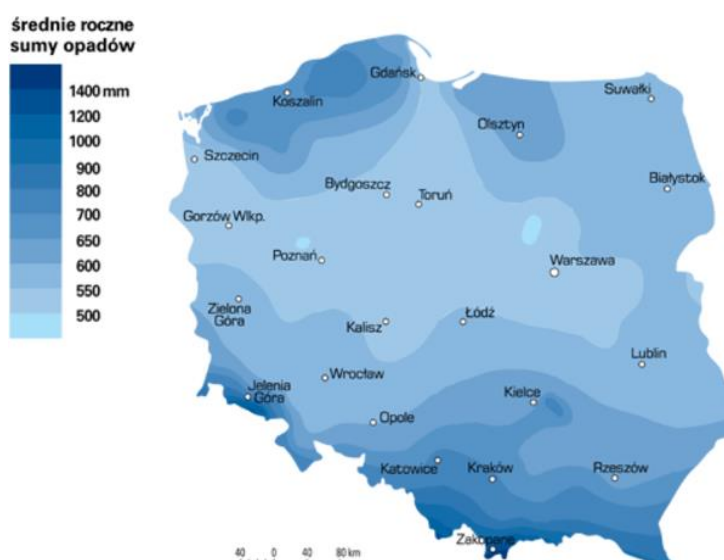 średnie roczne
sumy opadów
1400 mm
1200
1000
900
800
700
650
600
550
500
Gdańsk
Koszalin
Suwałki
Olsztyn
Szczecin
Białystok
Bydgoszcz
Toruń
Gorzów Wlkp.
Poznań
Warszawa
Zielona
Góra
Kalisz
Łódź
Lublin
Wrocław
Jelenia
Góra
Kielce
Opole
Katowice
Kraków
Rzeszów
Zakopane
40 0 40 80 km